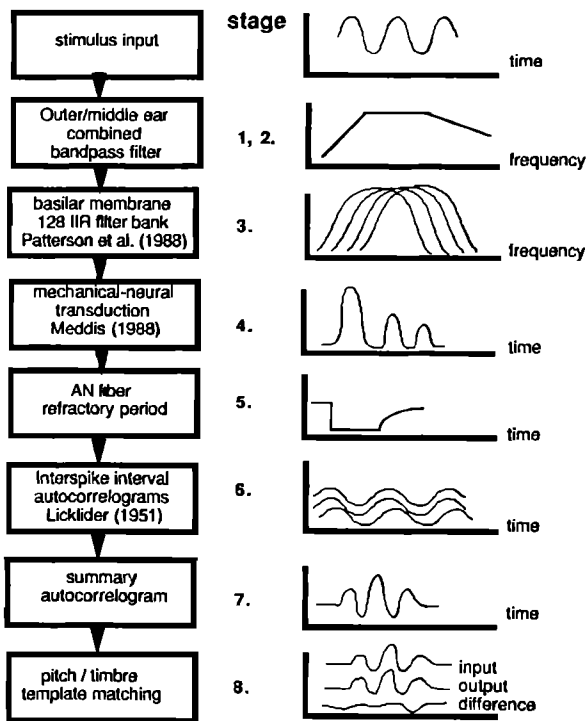 stage
stimulus input
time
Outer/middle ear
combined
bandpass filter
1, 2.
frequency
basilar membrane
128 IIR filter bank
Patterson et al. (1988)
3.
frequency
mechanical-neural
transduction
Meddis (1988)
4.
time
AN fiber
refractory period
5.
time
Interspike interval
autocorrelograms
Licklider (1951)
6.
time
summary
autocorrelogram
7.
time
pitch / timbre
template matching
8.
input
output
difference